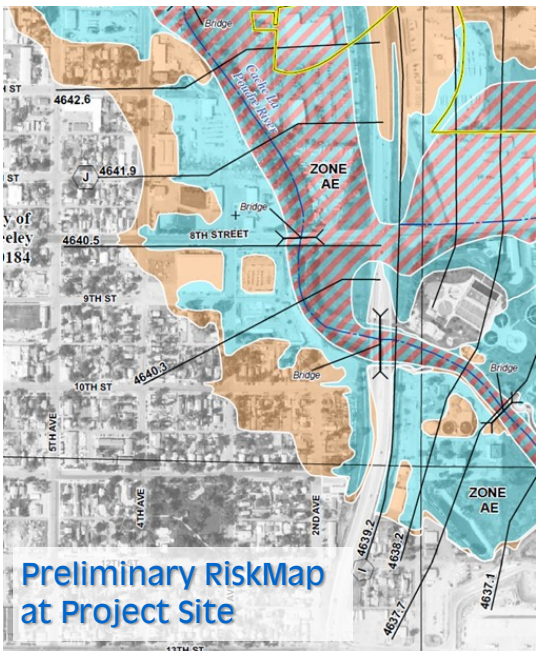 Bridge
H ST
4642.6
Cache La
Poudre River
ZONE
AE
J
4641.9
ST
y of
eeley
0184
Bridge
8TH STREET
4640.5
9TH ST
4640.3
Bridge
10TH ST
Bridge
5TH AVE
4TH AVE
2ND AVE
ZONE
AE
4639.2
4638.2
I
4637.7
4637.1
Preliminary RiskMap
at Project Site
13TH ST